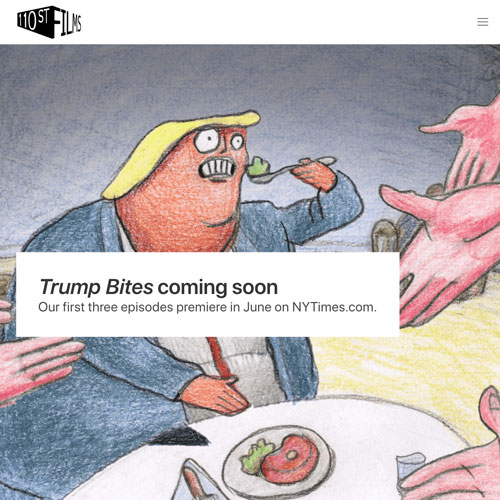 110 ST FILMS
Trump Bites coming soon
Our first three episodes premiere in June on NYTimes.com.